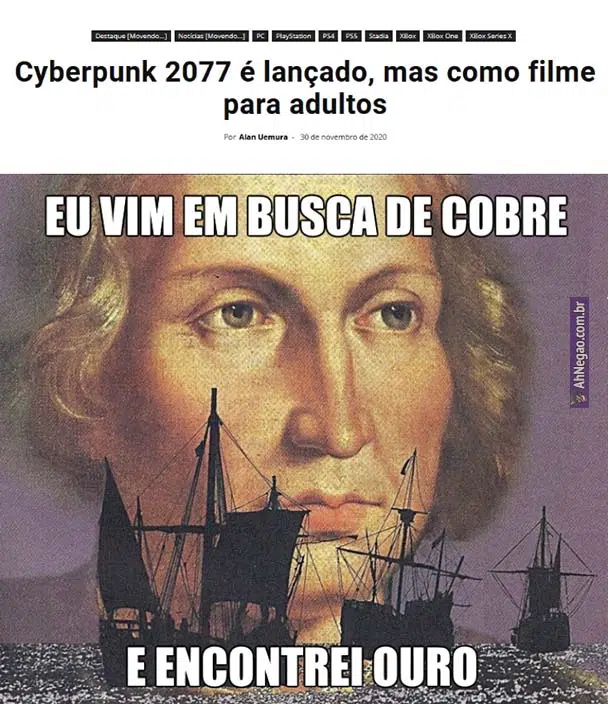 Destaque [Movendo...] Notícias [Movendo...] PC PlayStation PS4 PS5 Stadia XBox XBox One XBox Series X
Cyberpunk 2077 é lançado, mas como filme
para adultos
Por Alan Uemura - 30 de novembro de 2020
EU VIM EM BUSCA DE COBRE
AhNegao.com.br
E ENCONTREI OURO